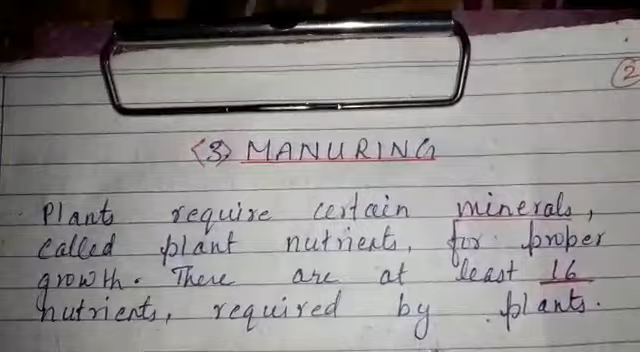 2
(3) MANURING
Plants require certain minerals,
called plant nutrients, for proper
growth. There are at least 16
nutrients, required by plants.